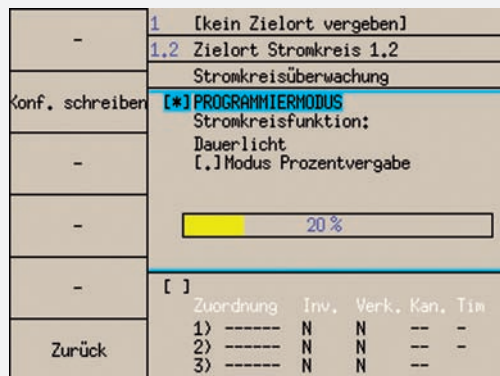 -
Konf. schreiben
-
-
-
Zurück
1 [kein Zielort vergeben]
1.2 Zielort Stromkreis 1.2
Stromkreisüberwachung
[*] PROGRAMMIERMODUS
Stromkreisfunktion:
Dauerlicht
[.] Modus Prozentvergabe
20 %
[ ]
Zuordnung Inv. Verk. Kan. Tim
1) ------ N N -- -
2) ------ N N -- -
3) ------ N N --